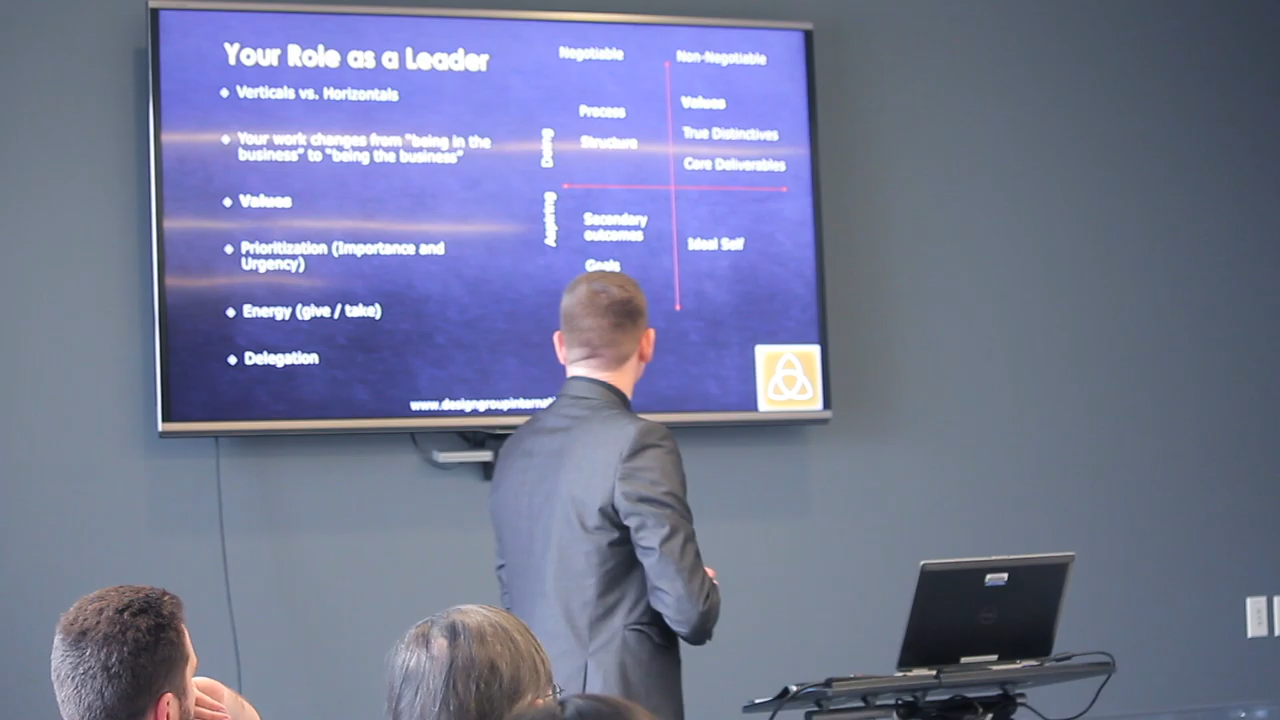 Your Role as a Leader
Verticals vs. Horizontals
Your work changes from "being in the
business" to "being the business"
Values
Prioritization (Importance and
Urgency)
Energy (give / take)
Delegation
Negotiable
Non-Negotiable
Doing
Process
Structure
Values
True Distinctives
Core Deliverables
Aspiring
Secondary
outcomes
Goals
Ideal Self